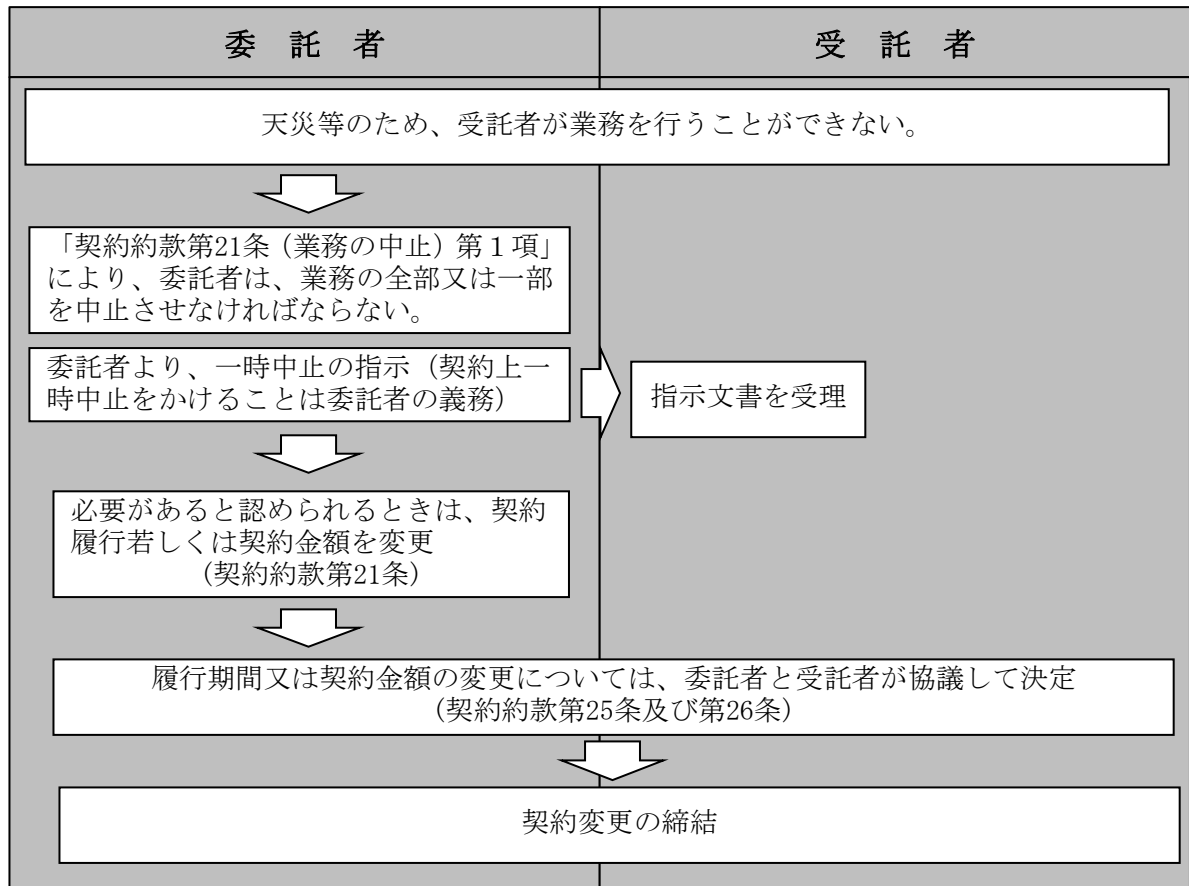 委　託　者
受　託　者
天災等のため、受託者が業務を行うことができない。
「契約約款第21条（業務の中止）第１項」
により、委託者は、業務の全部又は一部
を中止させなければならない。
委託者より、一時中止の指示（契約上一
時中止をかけることは委託者の義務）
指示文書を受理
必要があると認められるときは、契約
履行若しくは契約金額を変更
（契約約款第21条）
履行期間又は契約金額の変更については、委託者と受託者が協議して決定
（契約約款第25条及び第26条）
契約変更の締結